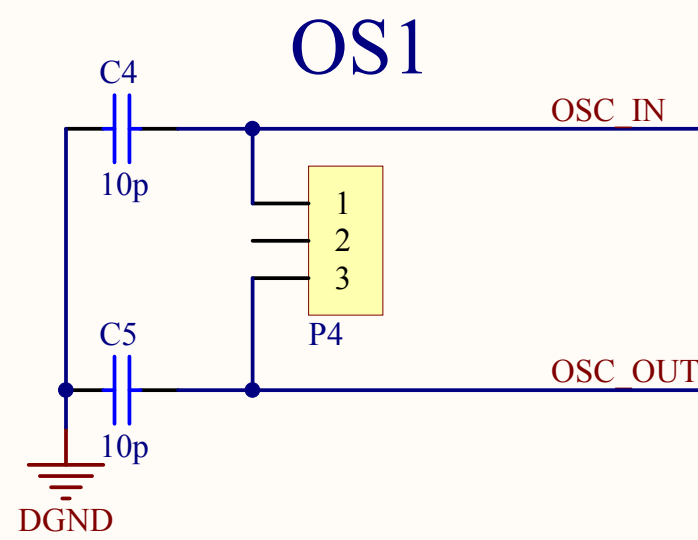 OS1
C4
OSC_IN
10p
1
2
3
P4
C5
OSC_OUT
10p
DGND